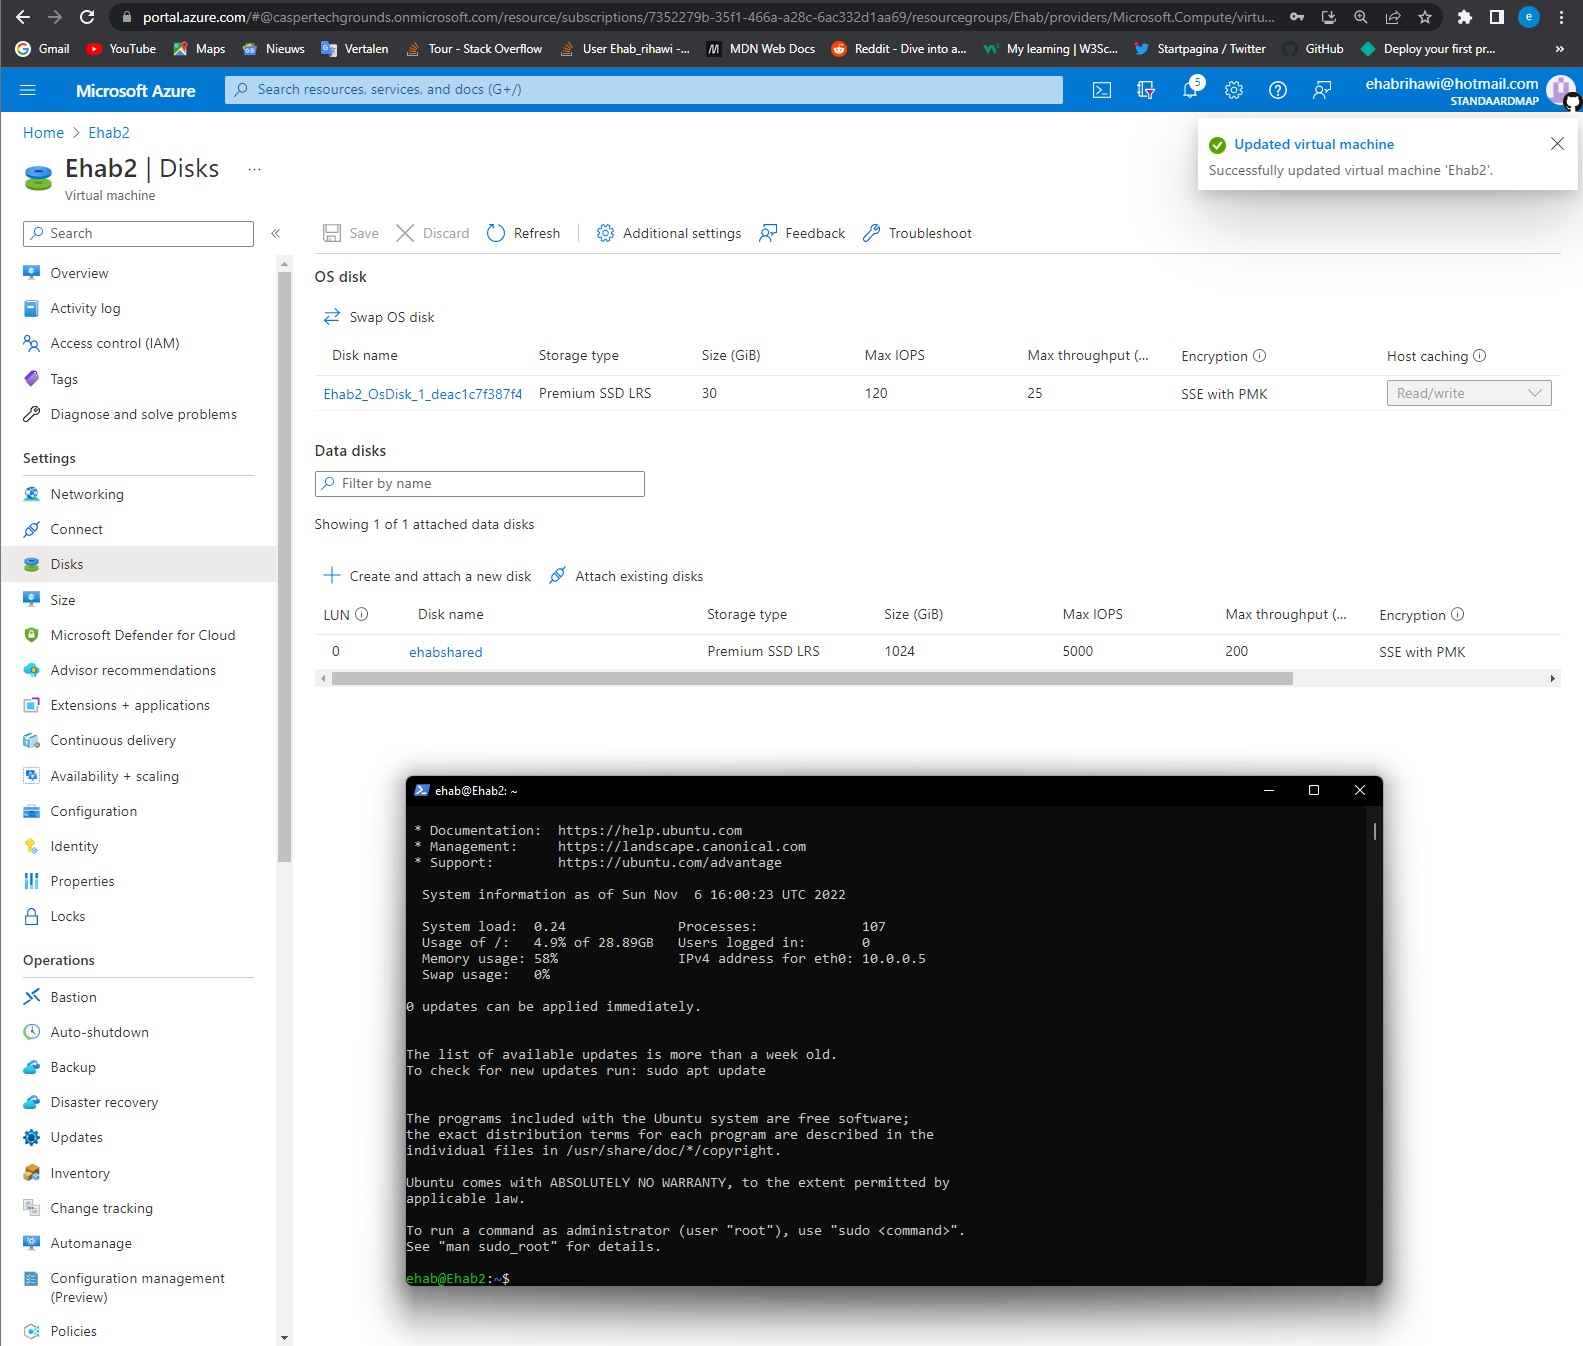 portal.azure.com/#@caspertechgrounds.onmicrosoft.com/resource/subscriptions/7352279b-35f1-466a-a28c-6ac332d1aa69/resourcegroups/Ehab/providers/Microsoft.Compute/virtu...
Gmail YouTube Maps Nieuws Vertalen Tour - Stack Overflow User Ehab_rihawi -... MDN Web Docs Reddit - Dive into a... My learning | W3Sc... Startpagina / Twitter GitHub Deploy your first pr... »
Microsoft Azure
Search resources, services, and docs (G+/)
5
ehabrihawi@hotmail.com
STANDAARDMAP
Home > Ehab2
Updated virtual machine
Successfully updated virtual machine 'Ehab2'.
Ehab2 | Disks ...
Virtual machine
Search
«
Overview
Activity log
Access control (IAM)
Tags
Diagnose and solve problems
Settings
Networking
Connect
Disks
Size
Microsoft Defender for Cloud
Advisor recommendations
Extensions + applications
Continuous delivery
Availability + scaling
Configuration
Identity
Properties
Locks
Operations
Bastion
Auto-shutdown
Backup
Disaster recovery
Updates
Inventory
Change tracking
Automanage
Configuration management
(Preview)
Policies
Save Discard Refresh Additional settings Feedback Troubleshoot
OS disk
Swap OS disk
Disk name Storage type Size (GiB) Max IOPS Max throughput (... Encryption Host caching
Ehab2_OsDisk_1_deac1c7f387f4 Premium SSD LRS 30 120 25 SSE with PMK Read/write
Data disks
Filter by name
Showing 1 of 1 attached data disks
Create and attach a new disk Attach existing disks
LUN Disk name Storage type Size (GiB) Max IOPS Max throughput (... Encryption
0 ehabshared Premium SSD LRS 1024 5000 200 SSE with PMK
ehab@Ehab2: ~
* Documentation: https://help.ubuntu.com
* Management: https://landscape.canonical.com
* Support: https://ubuntu.com/advantage
System information as of Sun Nov 6 16:00:23 UTC 2022
System load: 0.24 Processes: 107
Usage of /: 4.9% of 28.89GB Users logged in: 0
Memory usage: 58% IPv4 address for eth0: 10.0.0.5
Swap usage: 0%
0 updates can be applied immediately.
The list of available updates is more than a week old.
To check for new updates run: sudo apt update
The programs included with the Ubuntu system are free software;
the exact distribution terms for each program are described in the
individual files in /usr/share/doc/*/copyright.
Ubuntu comes with ABSOLUTELY NO WARRANTY, to the extent permitted by
applicable law.
To run a command as administrator (user "root"), use "sudo <command>".
See "man sudo_root" for details.
ehab@Ehab2:~$